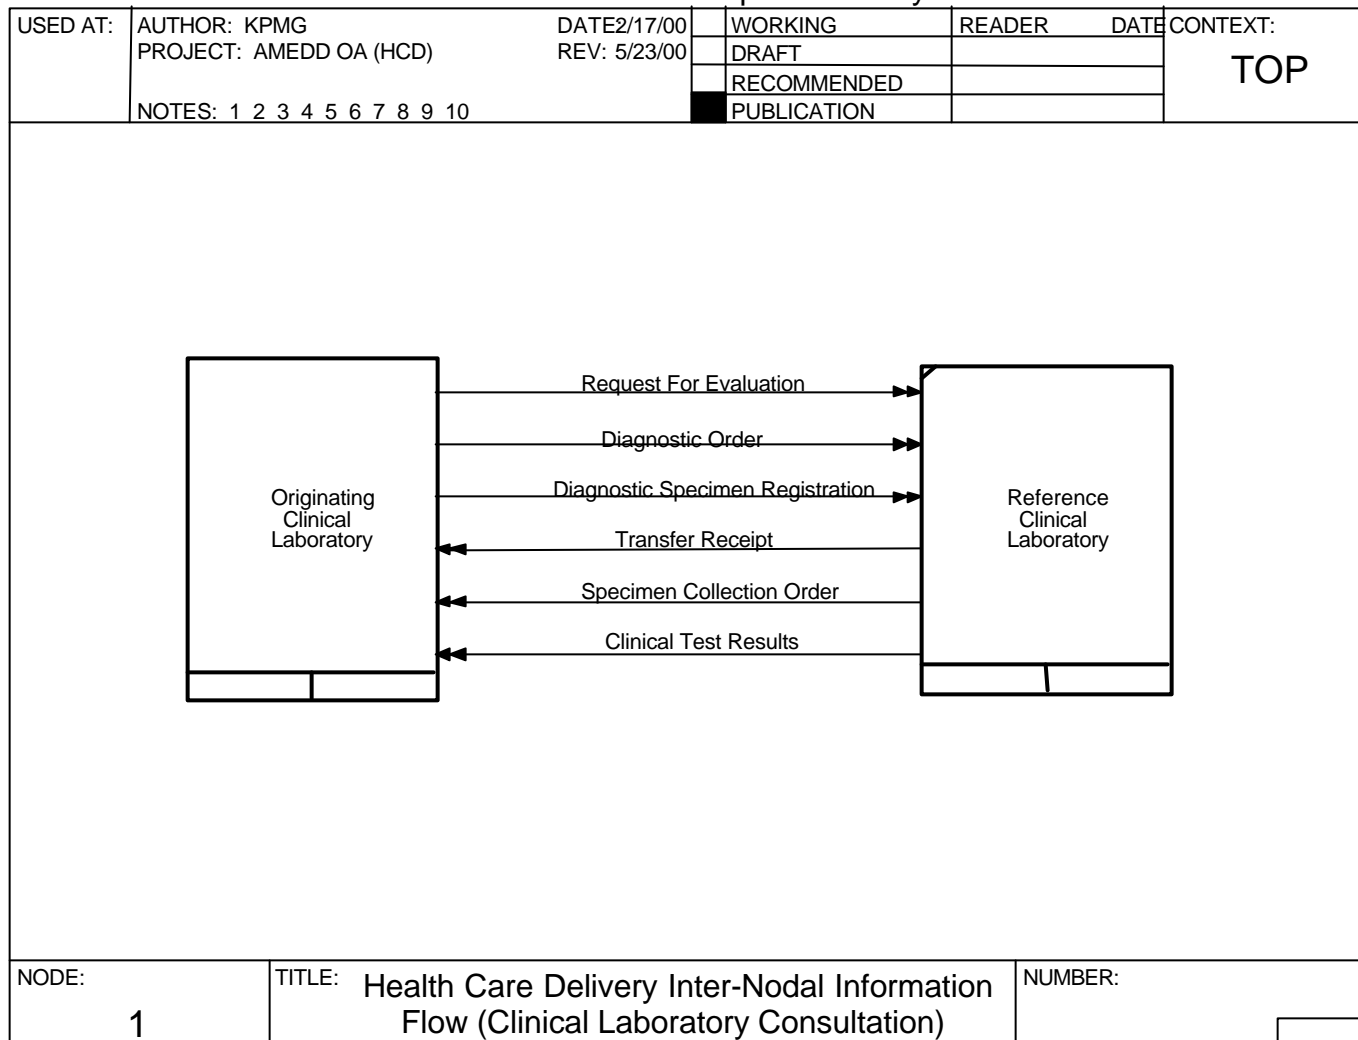 USED AT:
AUTHOR: KPMG
DATE2/17/00
WORKING
READER
DATE
CONTEXT:
PROJECT: AMEDD OA (HCD)
REV: 5/23/00
DRAFT
TOP
RECOMMENDED
NOTES: 1 2 3 4 5 6 7 8 9 10
PUBLICATION
Request For Evaluation
Diagnostic Order
Diagnostic Specimen Registration
Transfer Receipt
Specimen Collection Order
Clinical Test Results
Originating
Clinical
Laboratory
Reference
Clinical
Laboratory
NODE:
1
TITLE:
Health Care Delivery Inter-Nodal Information
Flow (Clinical Laboratory Consultation)
NUMBER: